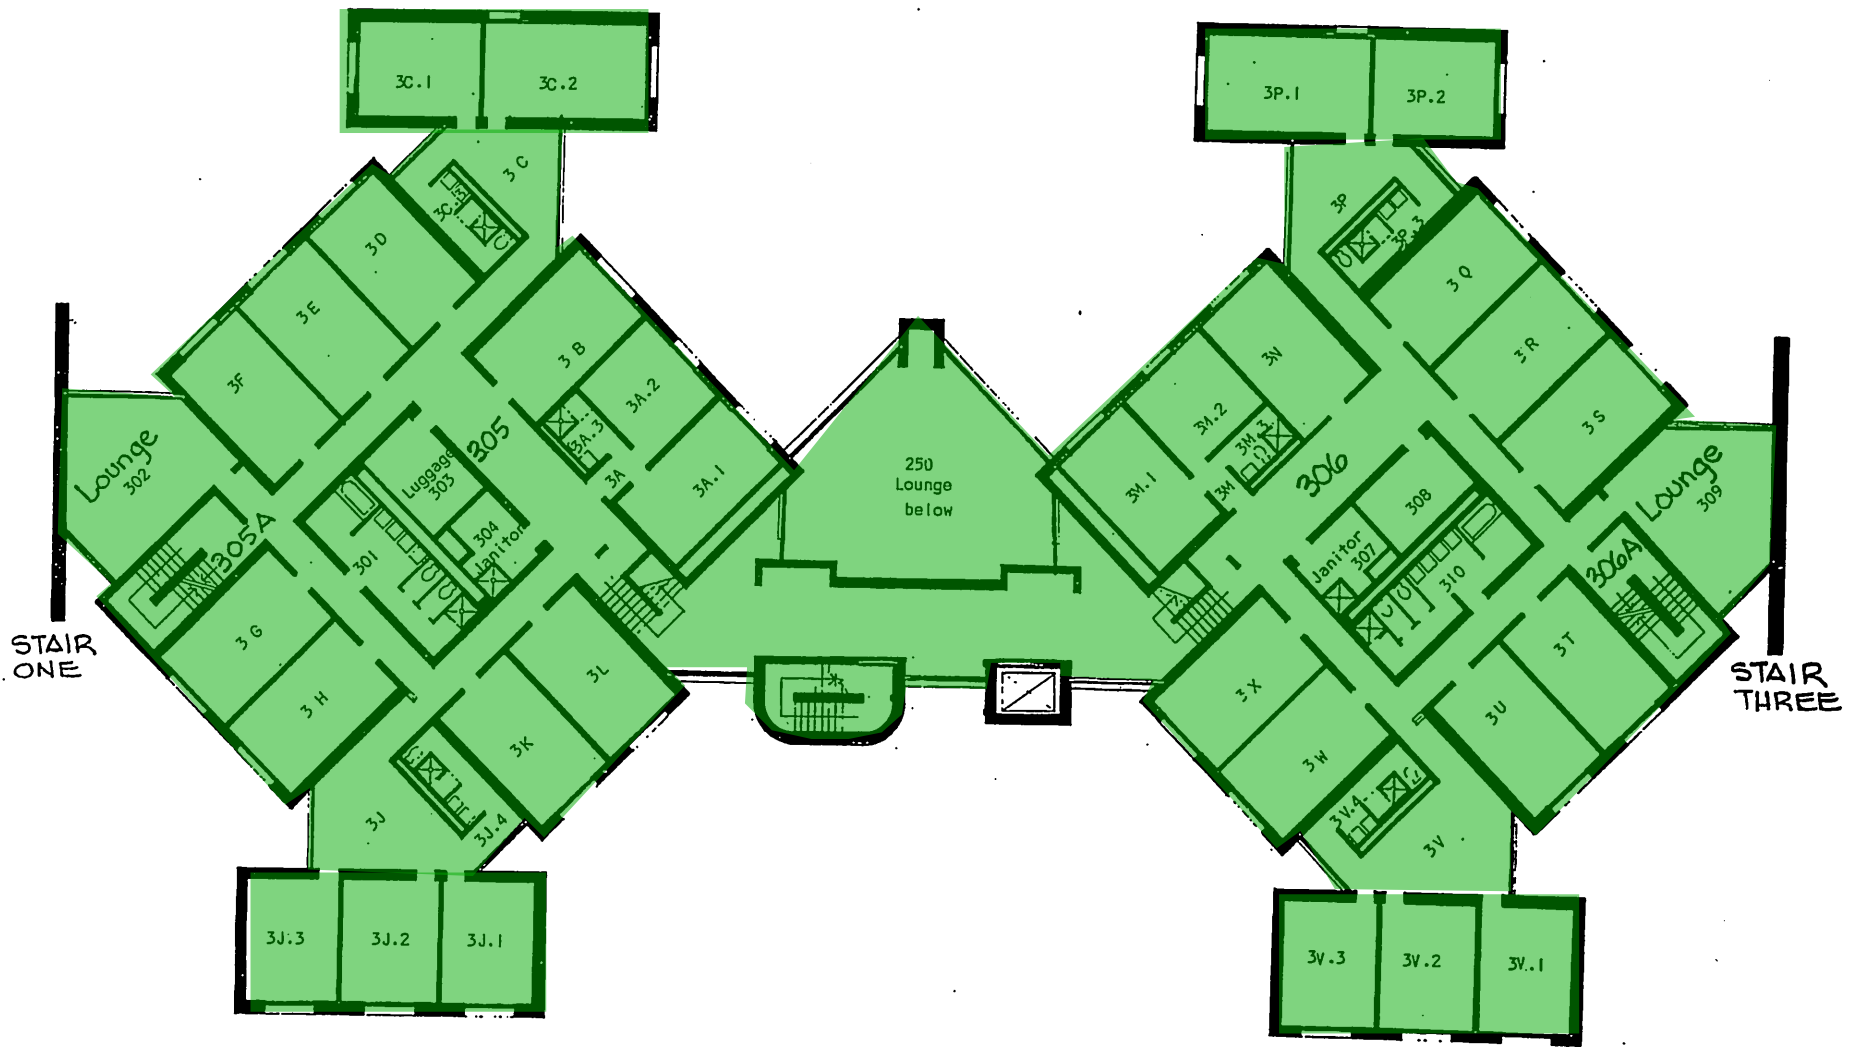 3C.1
3C.2
3P.1
3P.2
3C
3C.3
3P
3P.3
3D
3E
3F
3B
3A.2
3A.3
3A
3A.1
305
Lounge
302
Luggage
303
304
Janitor
305A
301
3G
3H
3L
3K
3J
3J.4
3J.3
3J.2
3J.1
STAIR
ONE
250
Lounge
below
3N
3M.2
3M.3
3M.1
3M
306
3Q
3R
3S
Lounge
309
308
Janitor
307
310
306A
3T
3U
3X
3W
3V.4
3V
3V.3
3V.2
3V.1
STAIR
THREE